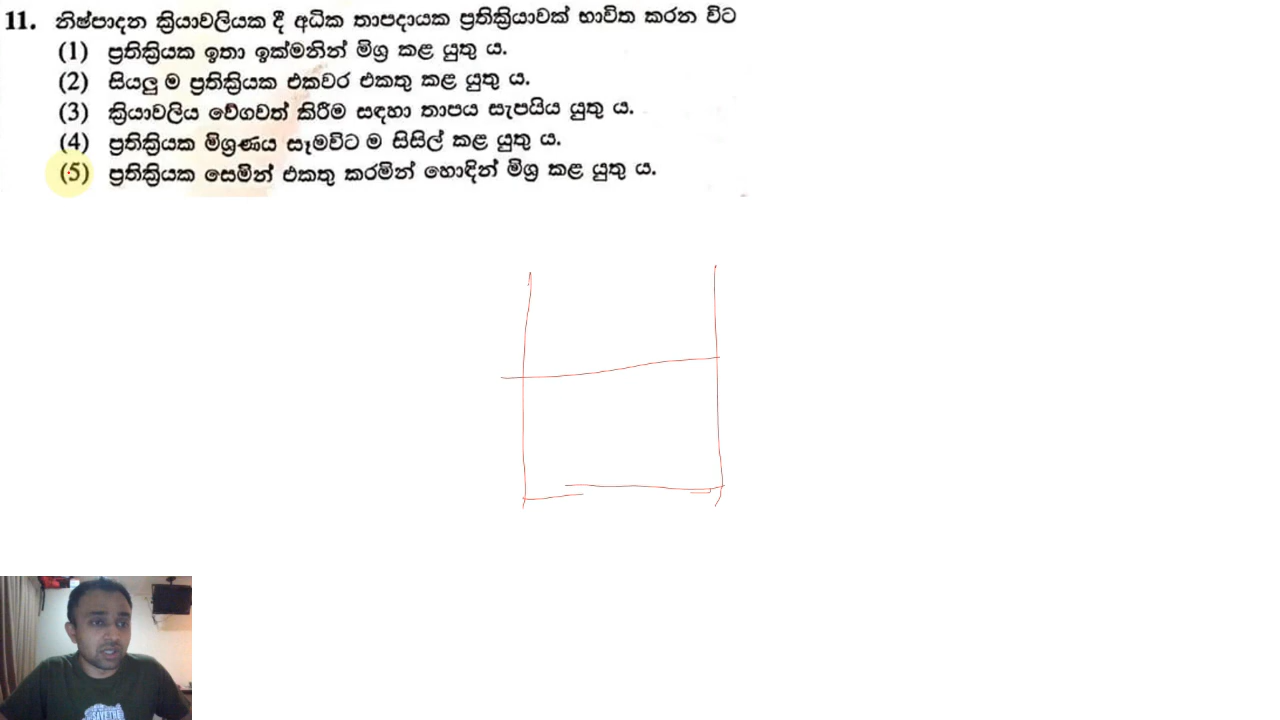 11. නිෂ්පාදන ක්‍රියාවලියක දී අධික තාපදායක ප්‍රතික්‍රියාවක් භාවිත කරන විට
(1) ප්‍රතික්‍රියක ඉතා ඉක්මනින් මිශ්‍ර කළ යුතු ය.
(2) සියලු ම ප්‍රතික්‍රියක එකවර එකතු කළ යුතු ය.
(3) ක්‍රියාවලිය වේගවත් කිරීම සඳහා තාපය සැපයිය යුතු ය.
(4) ප්‍රතික්‍රියක මිශ්‍රණය සෑමවිට ම සිසිල් කළ යුතු ය.
(5) ප්‍රතික්‍රියක සෙමින් එකතු කරමින් හොඳින් මිශ්‍ර කළ යුතු ය.